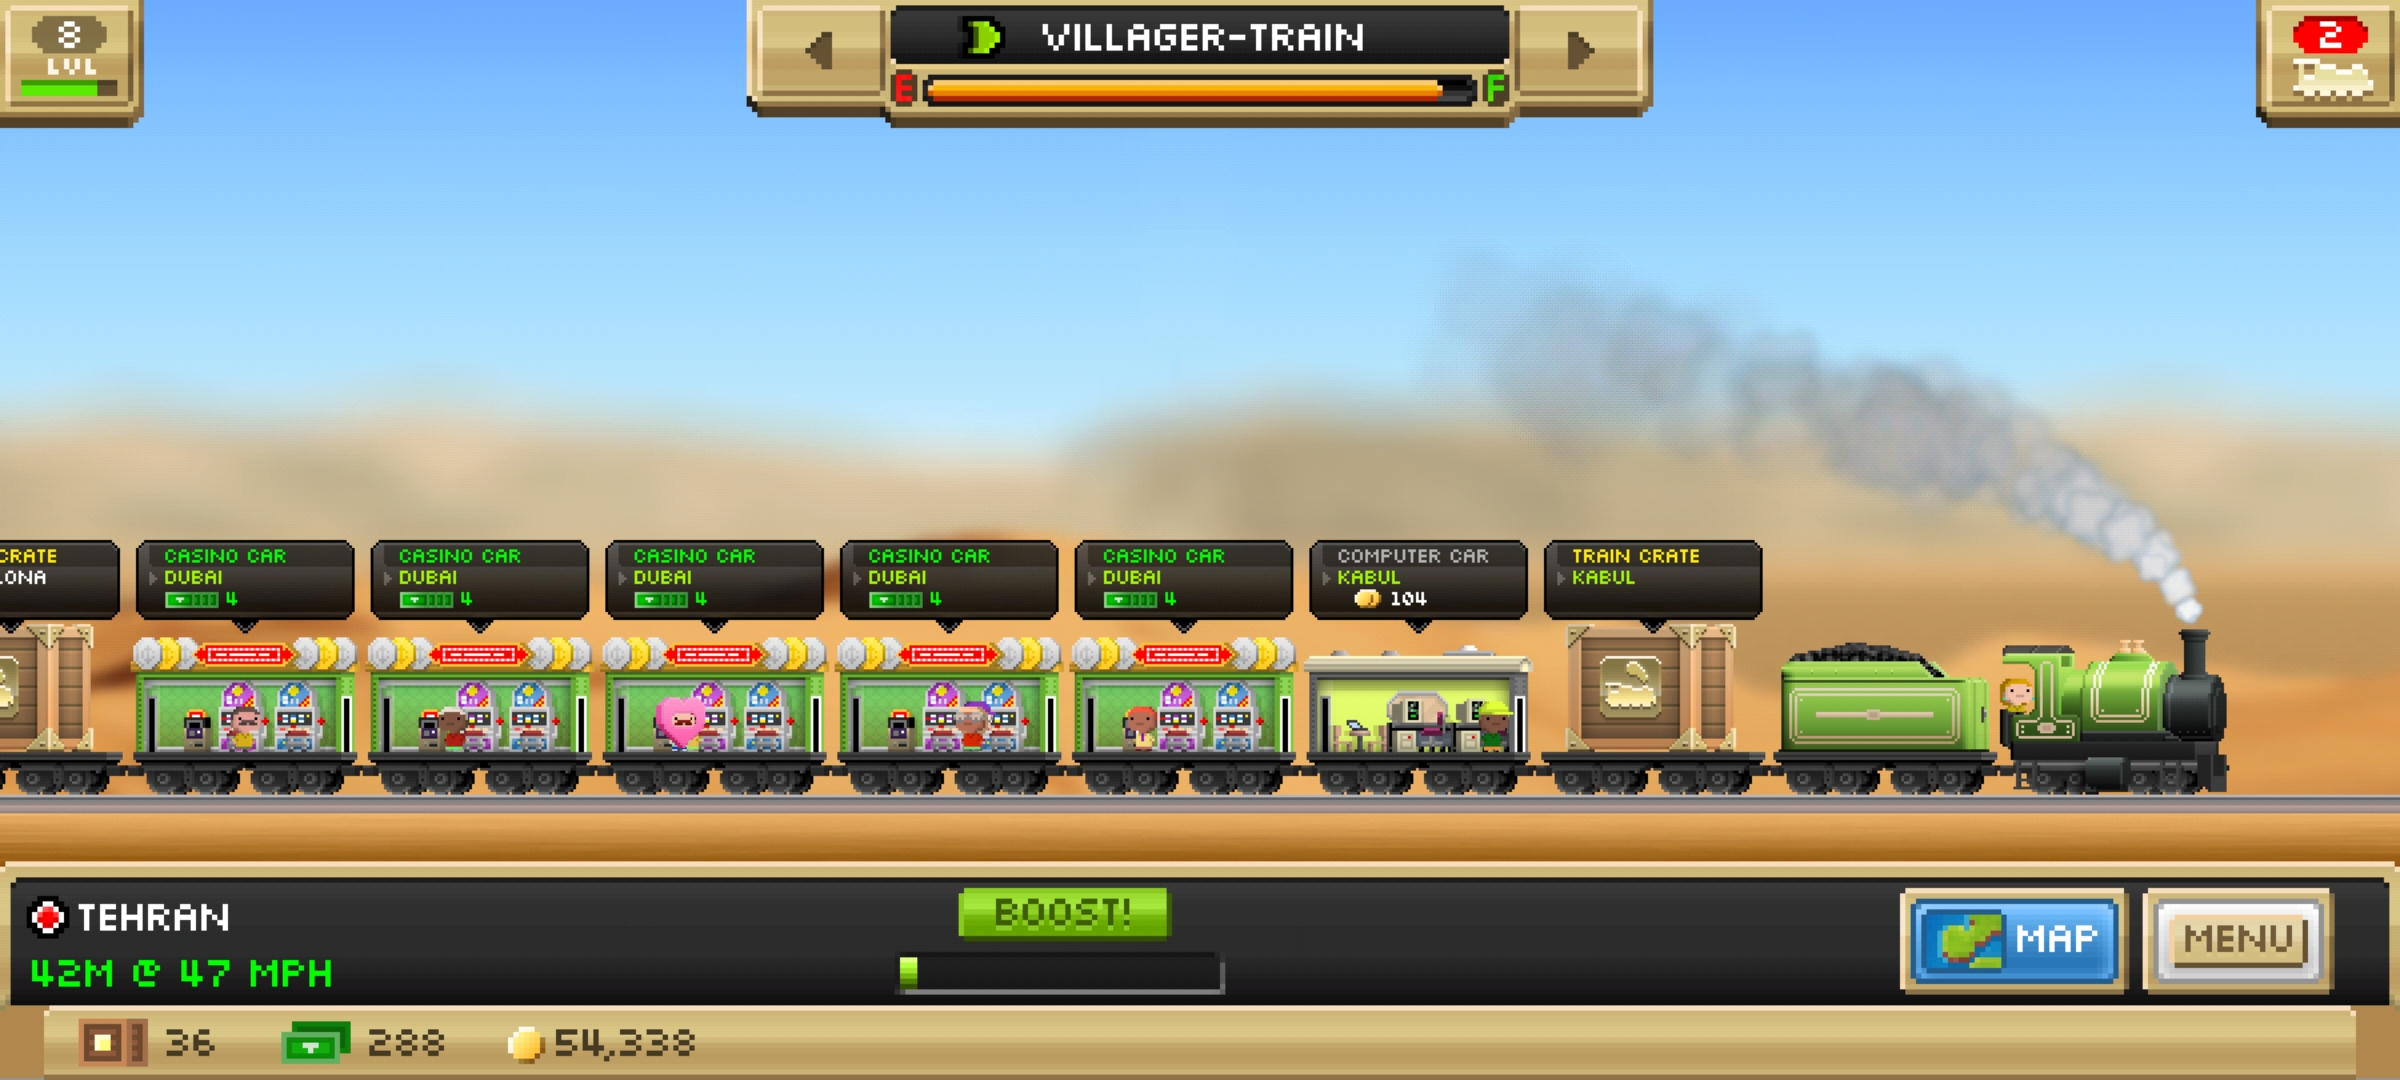 8
LVL
VILLAGER-TRAIN
E F
2
CRATE
LONA
CASINO CAR
DUBAI
4
CASINO CAR
DUBAI
4
CASINO CAR
DUBAI
4
CASINO CAR
DUBAI
4
CASINO CAR
DUBAI
4
COMPUTER CAR
KABUL
104
TRAIN CRATE
KABUL
TEHRAN
42M @ 47 MPH
BOOST!
MAP
MENU
36
288
54,338